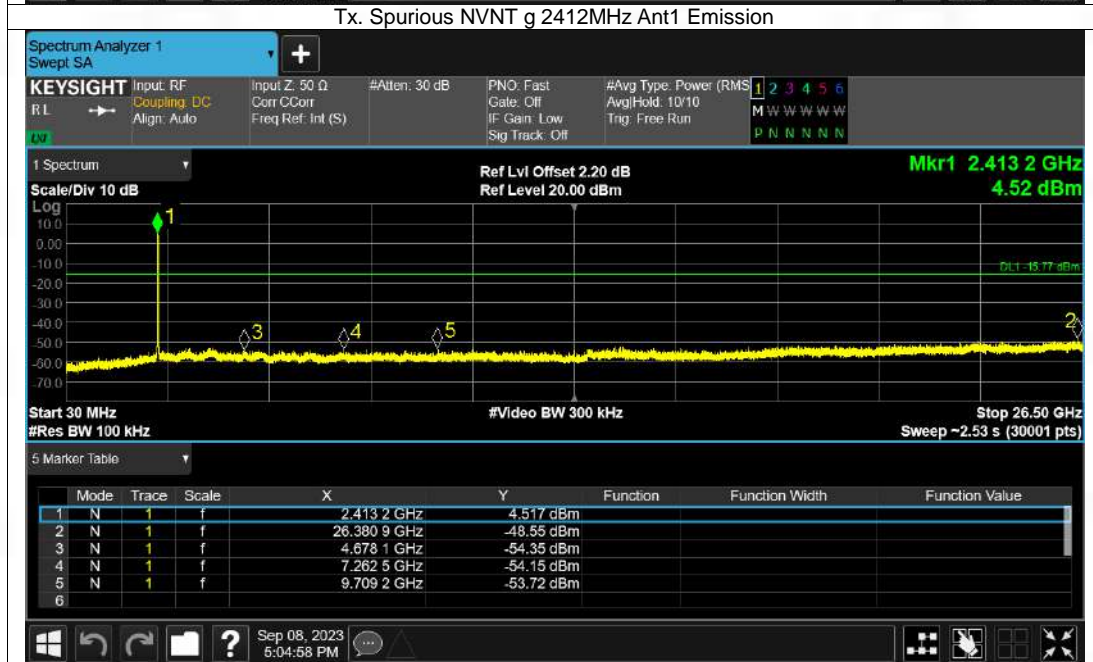 Tx. Spurious NVNT g 2412MHz Ant1 Emission
Spectrum Analyzer 1
Swept SA
+
KEYSIGHT Input: RF Input Z: 50 Ω #Atten: 30 dB PNO: Fast #Avg Type: Power (RMS 1 2 3 4 5 6
RL Coupling: DC Corr CCorr Gate: Off Avg|Hold: 10/10 M W W W W W
Align: Auto Freq Ref: Int (S) IF Gain: Low Trig: Free Run
Sig Track: Off P N N N N N
LXI
1 Spectrum Ref Lvl Offset 2.20 dB Mkr1 2.413 2 GHz
Scale/Div 10 dB Ref Level 20.00 dBm 4.52 dBm
Log
10.0
1
0.00
-10.0
DL1 -15.77 dBm
-20.0
-30.0
-40.0
3 4 5 2
-50.0
-60.0
-70.0
Start 30 MHz #Video BW 300 kHz Stop 26.50 GHz
#Res BW 100 kHz Sweep ~2.53 s (30001 pts)
5 Marker Table
Mode Trace Scale X Y Function Function Width Function Value
1 N 1 f 2.413 2 GHz 4.517 dBm
2 N 1 f 26.380 9 GHz -48.55 dBm
3 N 1 f 4.678 1 GHz -54.35 dBm
4 N 1 f 7.262 5 GHz -54.15 dBm
5 N 1 f 9.709 2 GHz -53.72 dBm
6
? Sep 08, 2023
5:04:58 PM